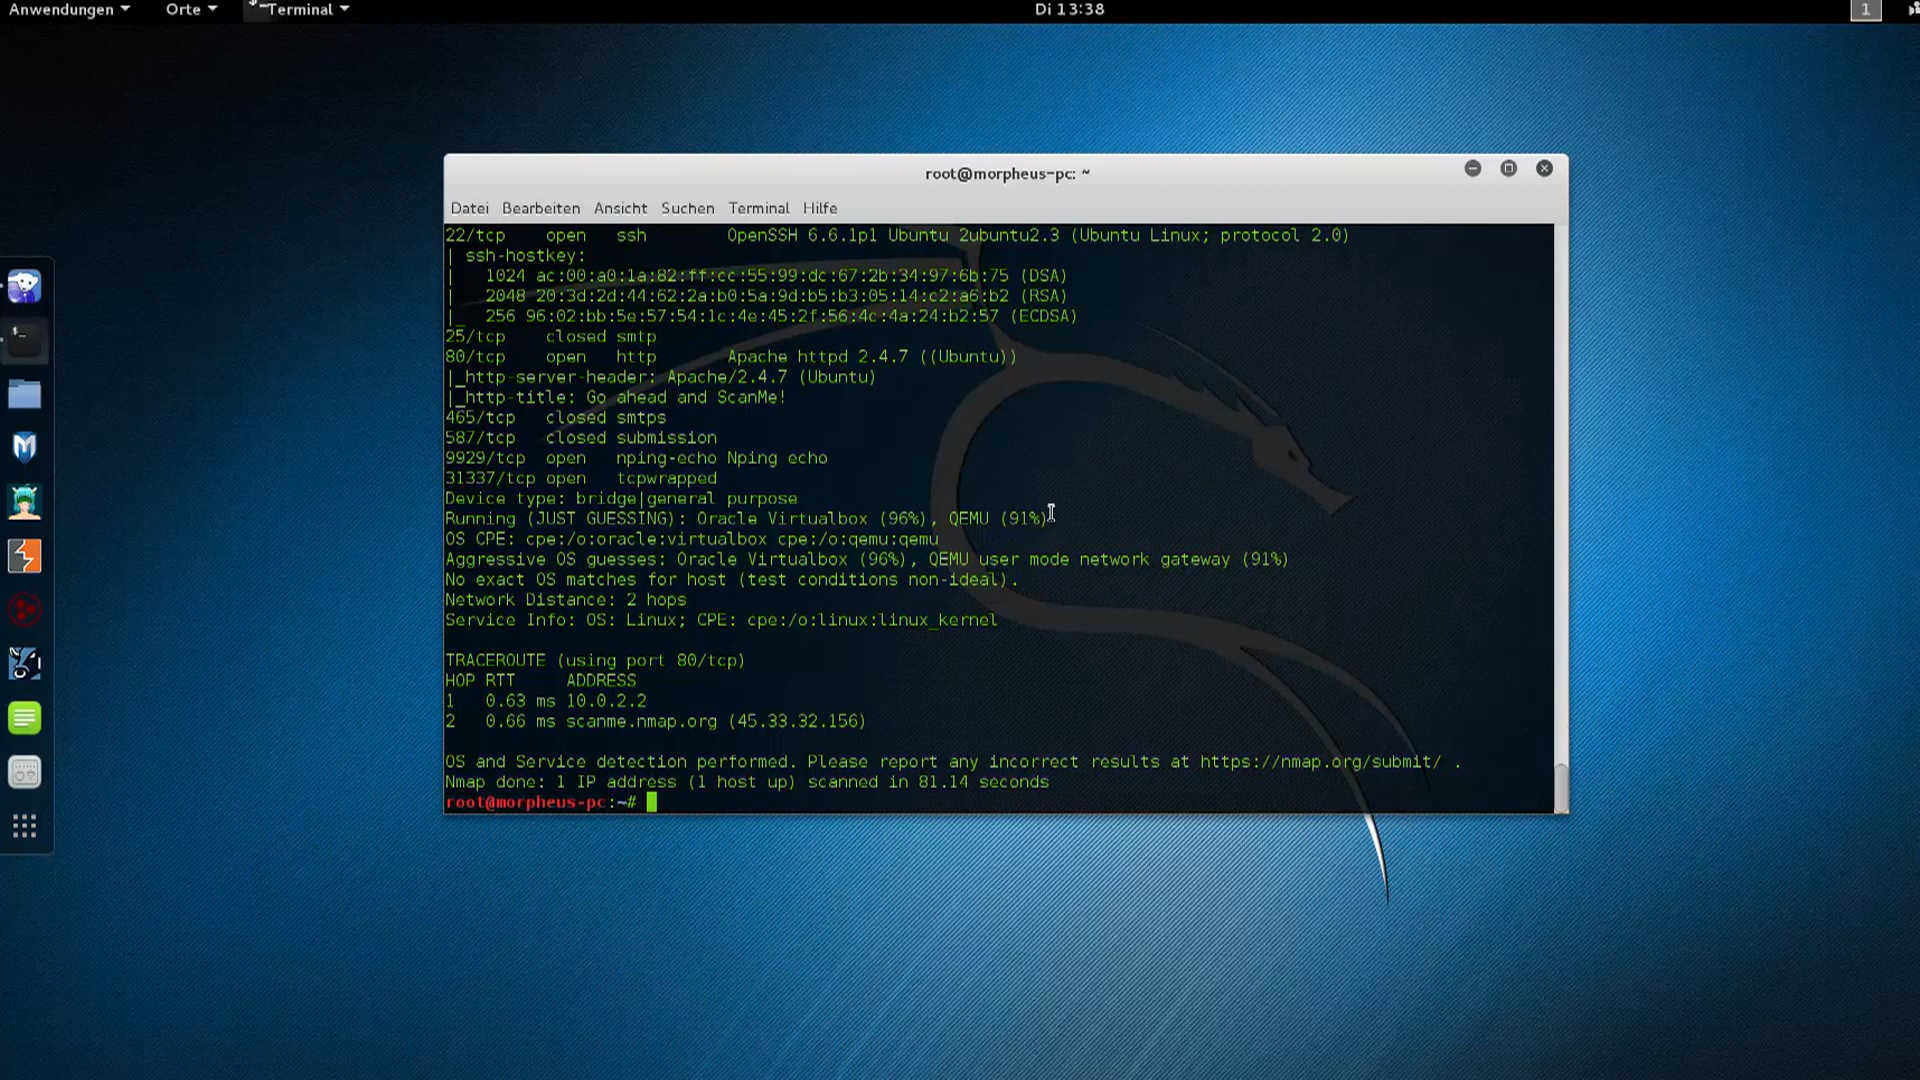 Anwendungen Orte Terminal Di 13:38 1
root@morpheus-pc: ~
Datei Bearbeiten Ansicht Suchen Terminal Hilfe
22/tcp open ssh OpenSSH 6.6.1p1 Ubuntu 2ubuntu2.3 (Ubuntu Linux; protocol 2.0)
| ssh-hostkey:
| 1024 ac:00:a0:1a:82:ff:cc:55:99:dc:67:2b:34:97:6b:75 (DSA)
| 2048 20:3d:2d:44:62:2a:b0:5a:9d:b5:b3:05:14:c2:a6:b2 (RSA)
|_ 256 96:02:bb:5e:57:54:1c:4e:45:2f:56:4c:4a:24:b2:57 (ECDSA)
25/tcp closed smtp
80/tcp open http Apache httpd 2.4.7 ((Ubuntu))
|_http-server-header: Apache/2.4.7 (Ubuntu)
|_http-title: Go ahead and ScanMe!
465/tcp closed smtps
587/tcp closed submission
9929/tcp open nping-echo Nping echo
31337/tcp open tcpwrapped
Device type: bridge|general purpose
Running (JUST GUESSING): Oracle Virtualbox (96%), QEMU (91%)
OS CPE: cpe:/o:oracle:virtualbox cpe:/o:qemu:qemu
Aggressive OS guesses: Oracle Virtualbox (96%), QEMU user mode network gateway (91%)
No exact OS matches for host (test conditions non-ideal).
Network Distance: 2 hops
Service Info: OS: Linux; CPE: cpe:/o:linux:linux_kernel
TRACEROUTE (using port 80/tcp)
HOP RTT ADDRESS
1 0.63 ms 10.0.2.2
2 0.66 ms scanme.nmap.org (45.33.32.156)
OS and Service detection performed. Please report any incorrect results at https://nmap.org/submit/ .
Nmap done: 1 IP address (1 host up) scanned in 81.14 seconds
root@morpheus-pc:~#